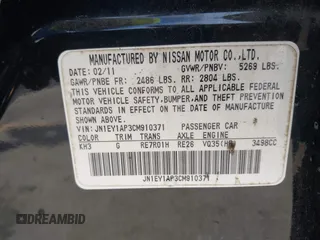 MANUFACTURED BY NISSAN MOTOR CO.,LTD.
DATE: 02/11 GVWR/PNBV: 5269 LBS.
GAWR/PNBE FR: 2486 LBS. RR: 2804 LBS.
THIS VEHICLE CONFORMS TO ALL APPLICABLE FEDERAL
MOTOR VEHICLE SAFETY,BUMPER,AND THEFT PREVENTION
STANDARDS IN EFFECT ON THE DATE OF MANUFACTURE
SHOWN ABOVE.
VIN: JN1EY1AP3CM910371 PASSENGER CAR
COLOR TRIM TRANS AXLE ENGINE
KH3 G RE7R01H RE26 VQ35(HR) 3498CC
JN1EY1AP3CM910371
DREAMBID